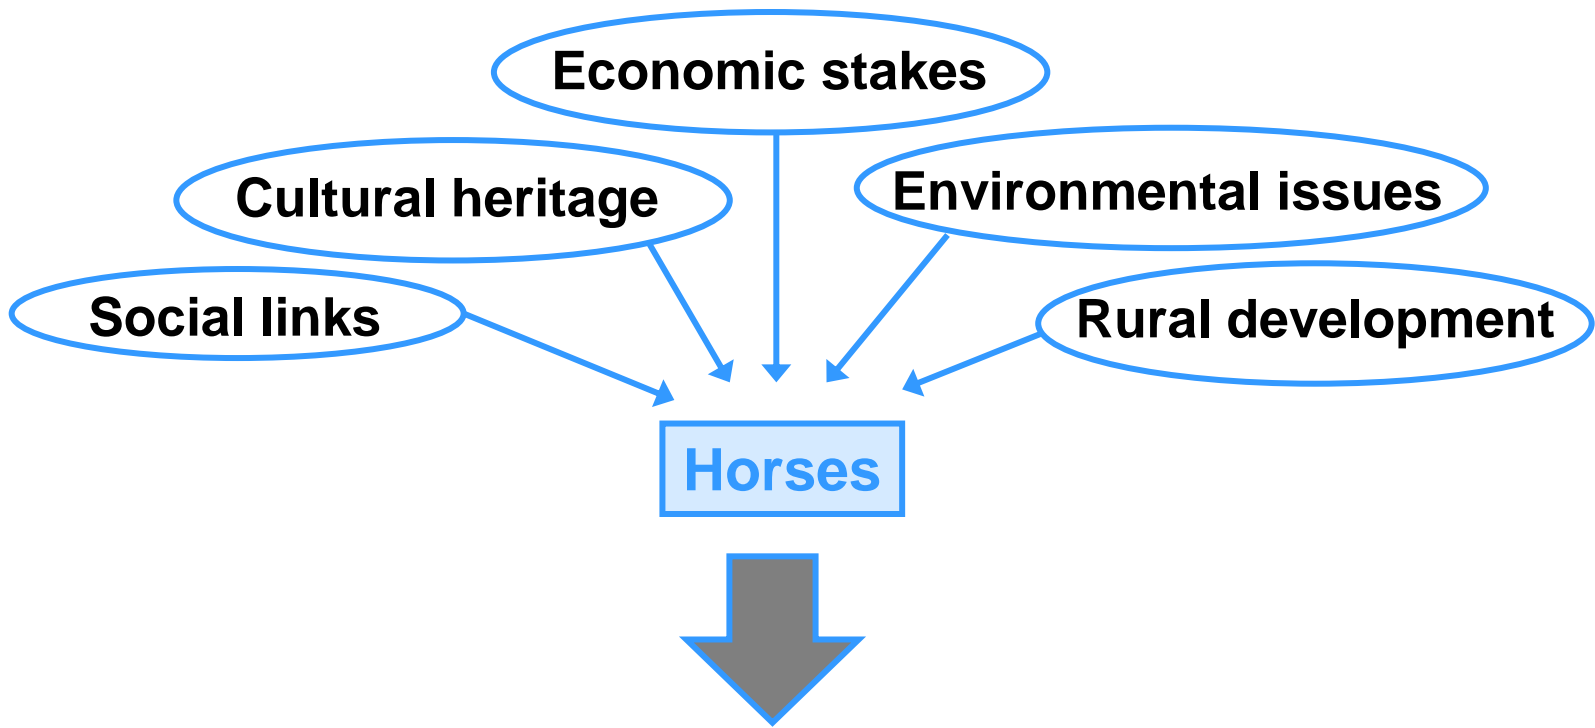 Economic stakes
Cultural heritage
Environmental issues
Social links
Rural development
Horses